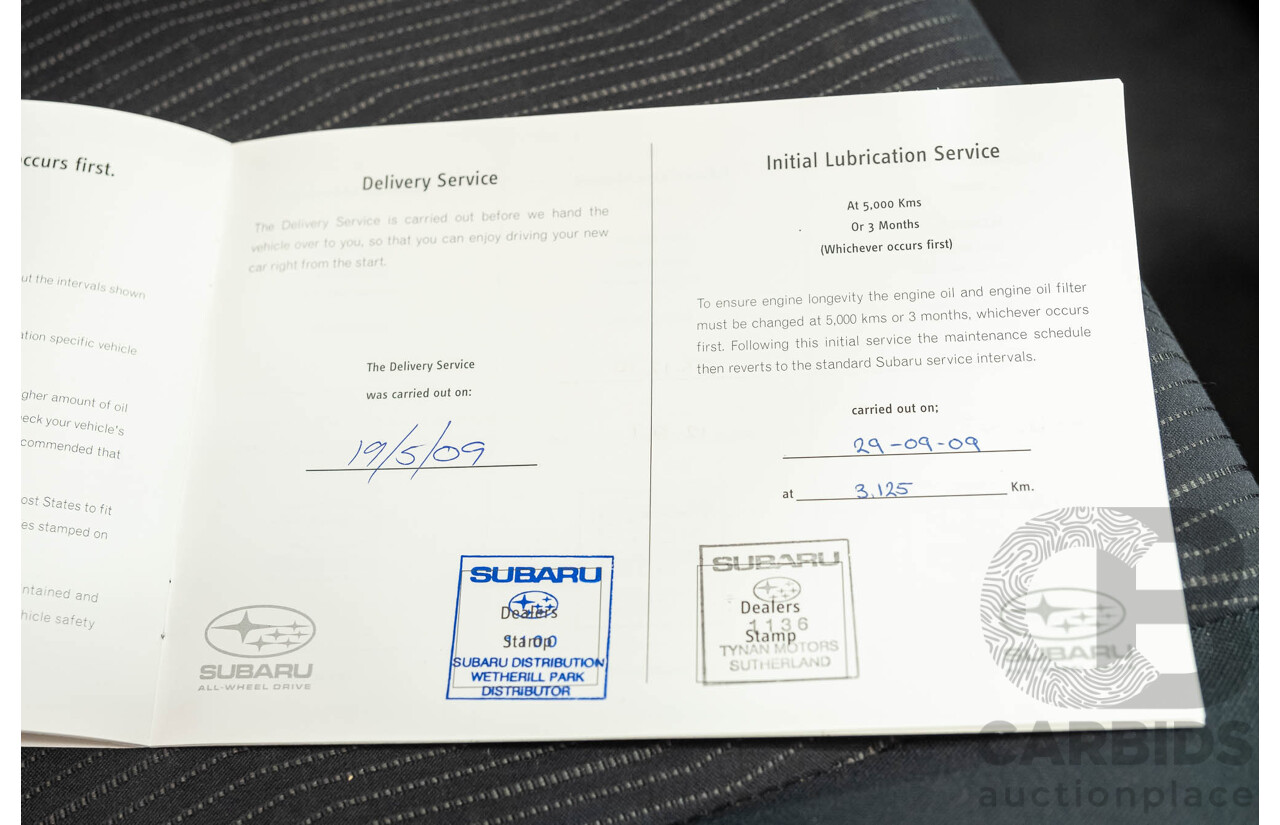 ccurs first.
ut the intervals shown
ation specific vehicle
gher amount of oil
eck your vehicle's
commended that
ost States to fit
es stamped on
ntained and
hicle safety
Delivery Service
The Delivery Service is carried out before we hand the
vehicle over to you, so that you can enjoy driving your new
car right from the start.
The Delivery Service
was carried out on:
19/5/09
SUBARU
ALL-WHEEL DRIVE
SUBARU
Dealers
Stamp
SUBARU DISTRIBUTION
WETHERILL PARK
DISTRIBUTOR
Initial Lubrication Service
At 5,000 Kms
Or 3 Months
(Whichever occurs first)
To ensure engine longevity the engine oil and engine oil filter
must be changed at 5,000 kms or 3 months, whichever occurs
first. Following this initial service the maintenance schedule
then reverts to the standard Subaru service intervals.
carried out on;
29-09-09
at 3,125 Km.
SUBARU
Dealers
1136
Stamp
TYNAN MOTORS
SUTHERLAND
SUBARU
CARBIDS
auctionplace